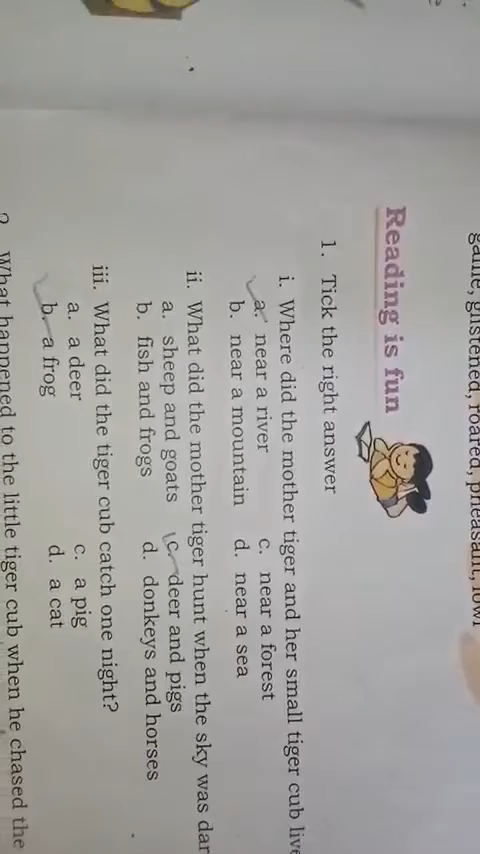 game, glistened, roared, pheasant, fowl
Reading is fun
1. Tick the right answer
i. Where did the mother tiger and her small tiger cub live
a. near a river c. near a forest
b. near a mountain d. near a sea
ii. What did the mother tiger hunt when the sky was dar
a. sheep and goats c. deer and pigs
b. fish and frogs d. donkeys and horses
iii. What did the tiger cub catch one night?
a. a deer c. a pig
b. a frog d. a cat
2 What happened to the little tiger cub when he chased the